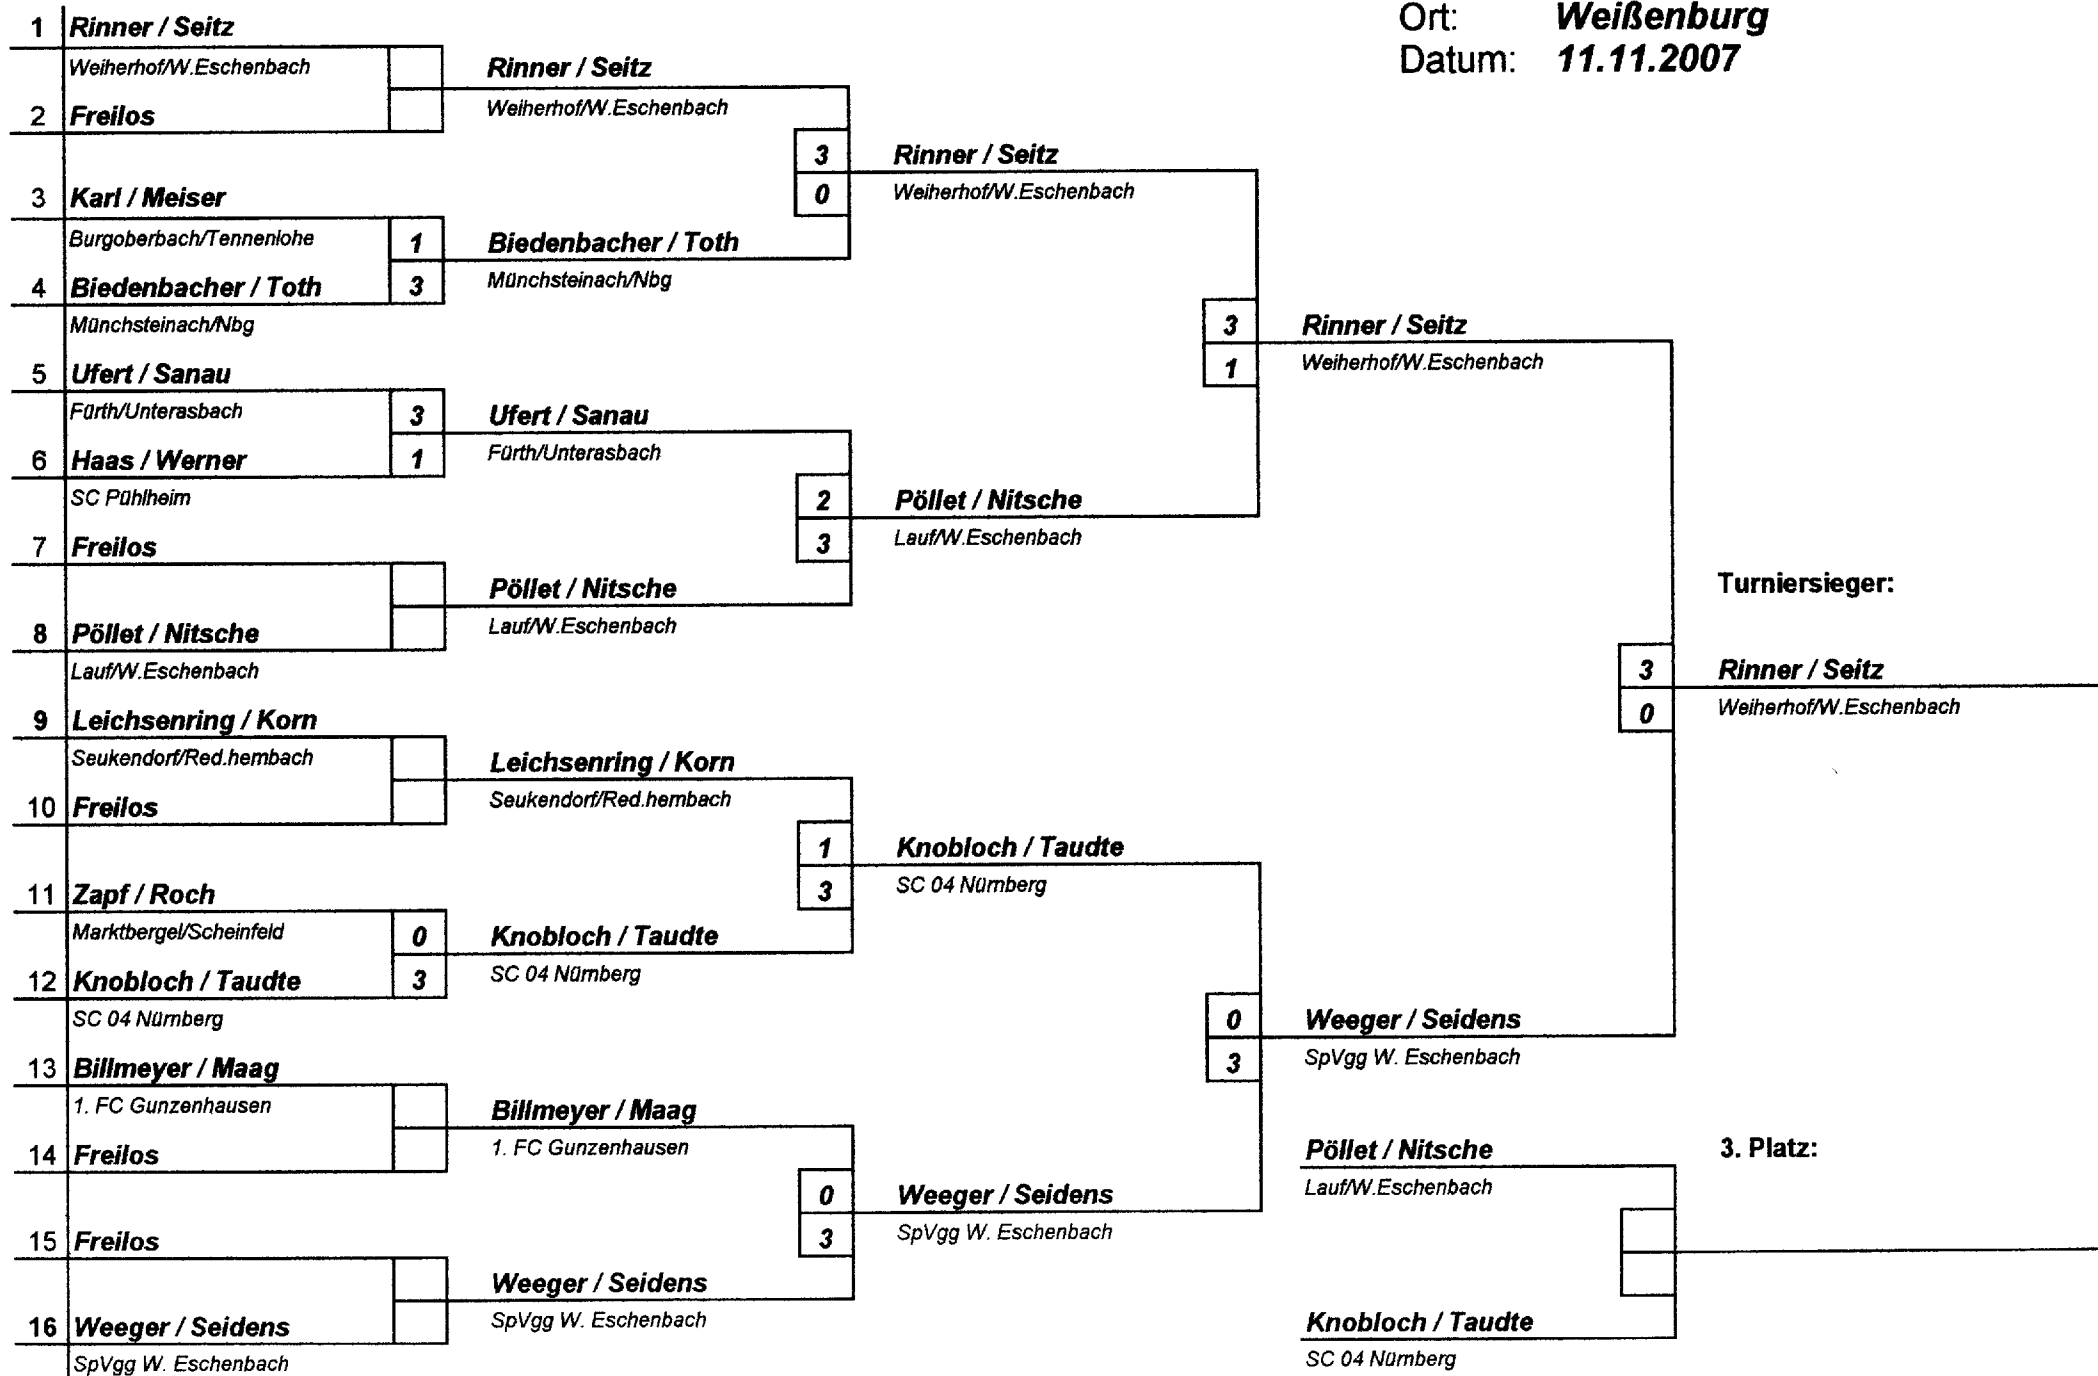 Ort: Weißenburg
Datum: 11.11.2007
1 Rinner / Seitz
Weiherhof/W.Eschenbach
2 Freilos
3 Karl / Meiser
Burgoberbach/Tennenlohe
1
4 Biedenbacher / Toth
3
Münchsteinach/Nbg
5 Ufert / Sanau
Fürth/Unterasbach
3
6 Haas / Werner
1
SC Pühlheim
7 Freilos
8 Pöllet / Nitsche
Lauf/W.Eschenbach
9 Leichsenring / Korn
Seukendorf/Red.hembach
10 Freilos
11 Zapf / Roch
Marktbergel/Scheinfeld
0
12 Knobloch / Taudte
3
SC 04 Nürnberg
13 Billmeyer / Maag
1. FC Gunzenhausen
14 Freilos
15 Freilos
16 Weeger / Seidens
SpVgg W. Eschenbach
Rinner / Seitz
Weiherhof/W.Eschenbach
3
0
Biedenbacher / Toth
Münchsteinach/Nbg
Ufert / Sanau
Fürth/Unterasbach
2
3
Pöllet / Nitsche
Lauf/W.Eschenbach
Leichsenring / Korn
Seukendorf/Red.hembach
1
3
Knobloch / Taudte
SC 04 Nürnberg
Billmeyer / Maag
1. FC Gunzenhausen
0
3
Weeger / Seidens
SpVgg W. Eschenbach
Rinner / Seitz
Weiherhof/W.Eschenbach
3
1
Pöllet / Nitsche
Lauf/W.Eschenbach
Knobloch / Taudte
SC 04 Nürnberg
0
3
Weeger / Seidens
SpVgg W. Eschenbach
Rinner / Seitz
Weiherhof/W.Eschenbach
3
0
Weeger / Seidens
SpVgg W. Eschenbach
Turniersieger:
Rinner / Seitz
Weiherhof/W.Eschenbach
Pöllet / Nitsche
Lauf/W.Eschenbach
3. Platz:
Knobloch / Taudte
SC 04 Nürnberg